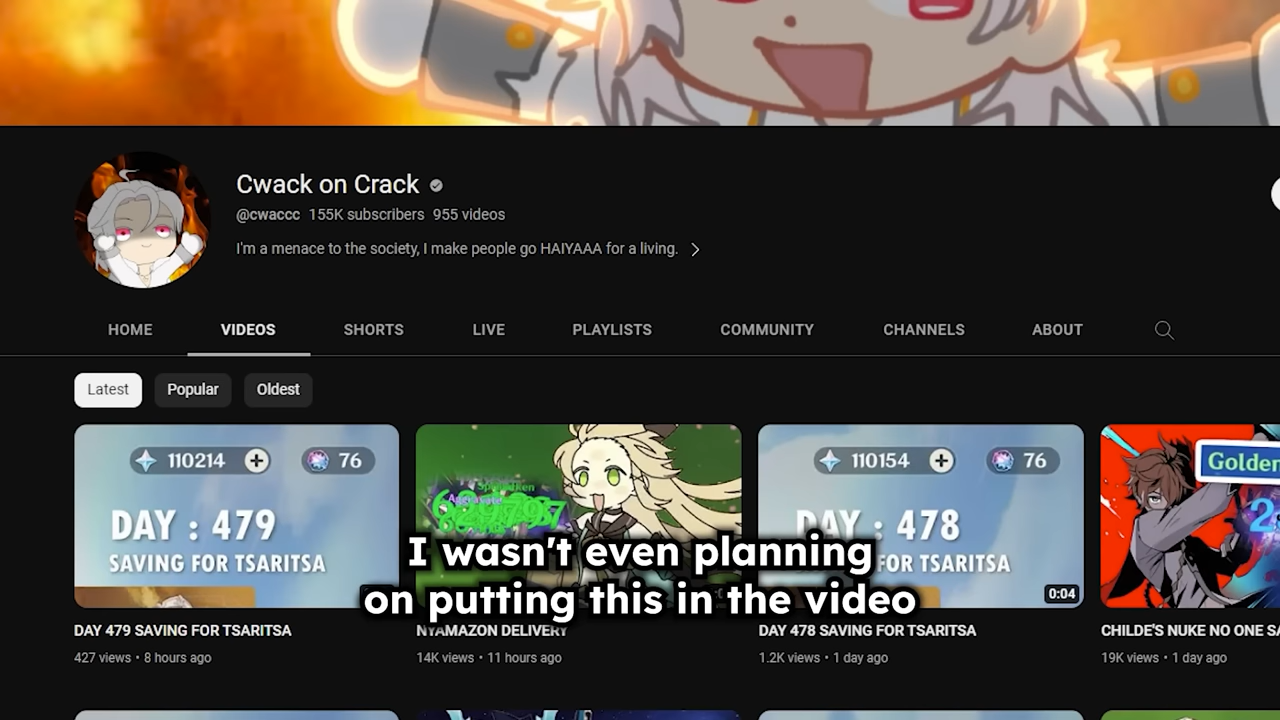 Cwack on Crack
@cwaccc 155K subscribers 955 videos
I'm a menace to the society, I make people go HAIYAAA for a living.
HOME VIDEOS SHORTS LIVE PLAYLISTS COMMUNITY CHANNELS ABOUT
Latest Popular Oldest
110214 76
DAY : 479
SAVING FOR TSARITSA
110154 76
DAY : 478
FOR TSARITSA
0:04
Golden
I wasn't even planning
on putting this in the video
DAY 479 SAVING FOR TSARITSA
427 views • 8 hours ago
NYAMAZON DELIVERY
14K views • 11 hours ago
DAY 478 SAVING FOR TSARITSA
1.2K views • 1 day ago
CHILDE'S NUKE NO ONE SA
19K views • 1 day ago